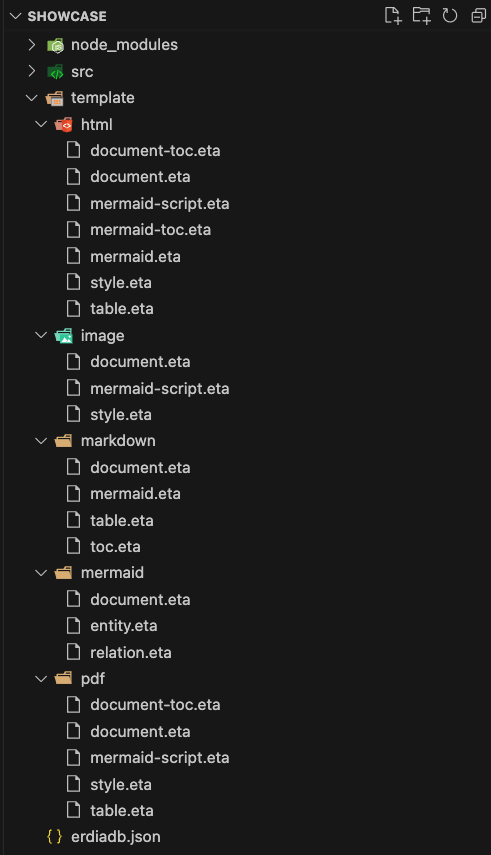 SHOWCASE
node_modules
src
template
html
document-toc.eta
document.eta
mermaid-script.eta
mermaid-toc.eta
mermaid.eta
style.eta
table.eta
image
document.eta
mermaid-script.eta
style.eta
markdown
document.eta
mermaid.eta
table.eta
toc.eta
mermaid
document.eta
entity.eta
relation.eta
pdf
document-toc.eta
document.eta
mermaid-script.eta
style.eta
table.eta
{} erdiadb.json